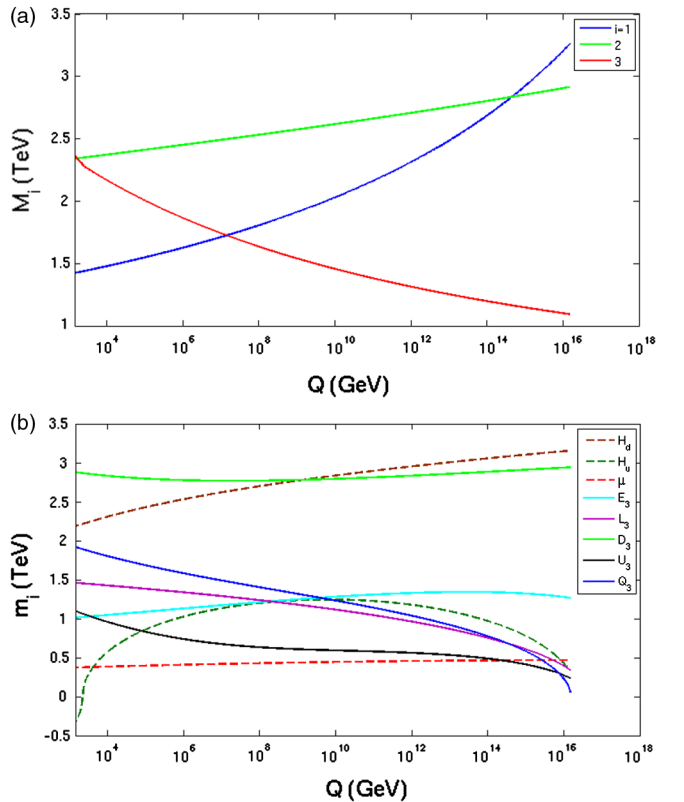 (a)
3.5
3
2.5
2
1.5
1
M_i (TeV)
i=1
2
3
10^4 10^6 10^8 10^10 10^12 10^14 10^16 10^18
Q (GeV)
(b)
3.5
3
2.5
2
1.5
1
0.5
0
-0.5
m_i (TeV)
H_d
H_u
μ
E_3
L_3
D_3
U_3
Q_3
10^4 10^6 10^8 10^10 10^12 10^14 10^16 10^18
Q (GeV)